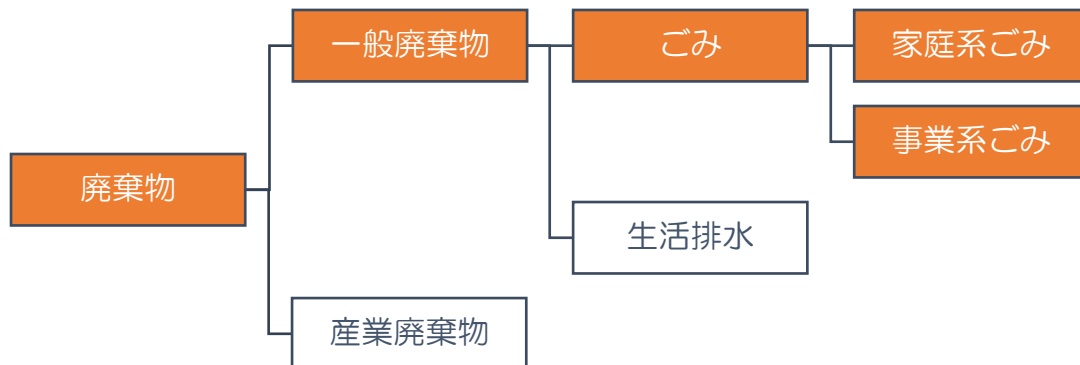 一般廃棄物
ごみ
家庭系ごみ
事業系ごみ
廃棄物
生活排水
産業廃棄物